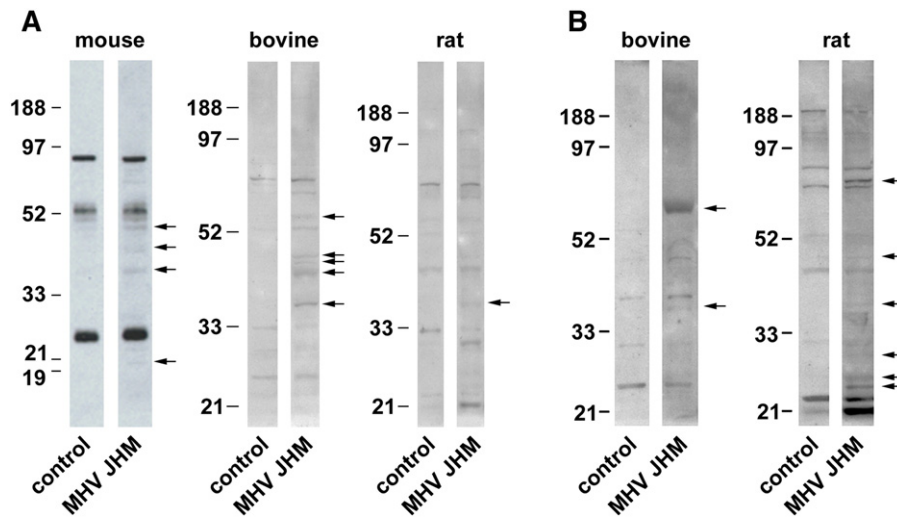 A
B
mouse
bovine
rat
bovine
rat
188
97
52
33
21
19
188
97
52
33
21
188
97
52
33
21
188
97
52
33
21
188
97
52
33
21
control
MHV JHM
control
MHV JHM
control
MHV JHM
control
MHV JHM
control
MHV JHM